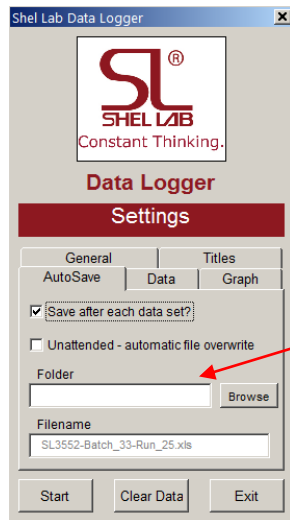 Shel Lab Data Logger
SL®
SHEL LAB
Constant Thinking.
Data Logger
Settings
General Titles
AutoSave Data Graph
Save after each data set?
Unattended - automatic file overwrite
Folder
Browse
Filename
SL3552-Batch_33-Run_25.xls
Start Clear Data Exit